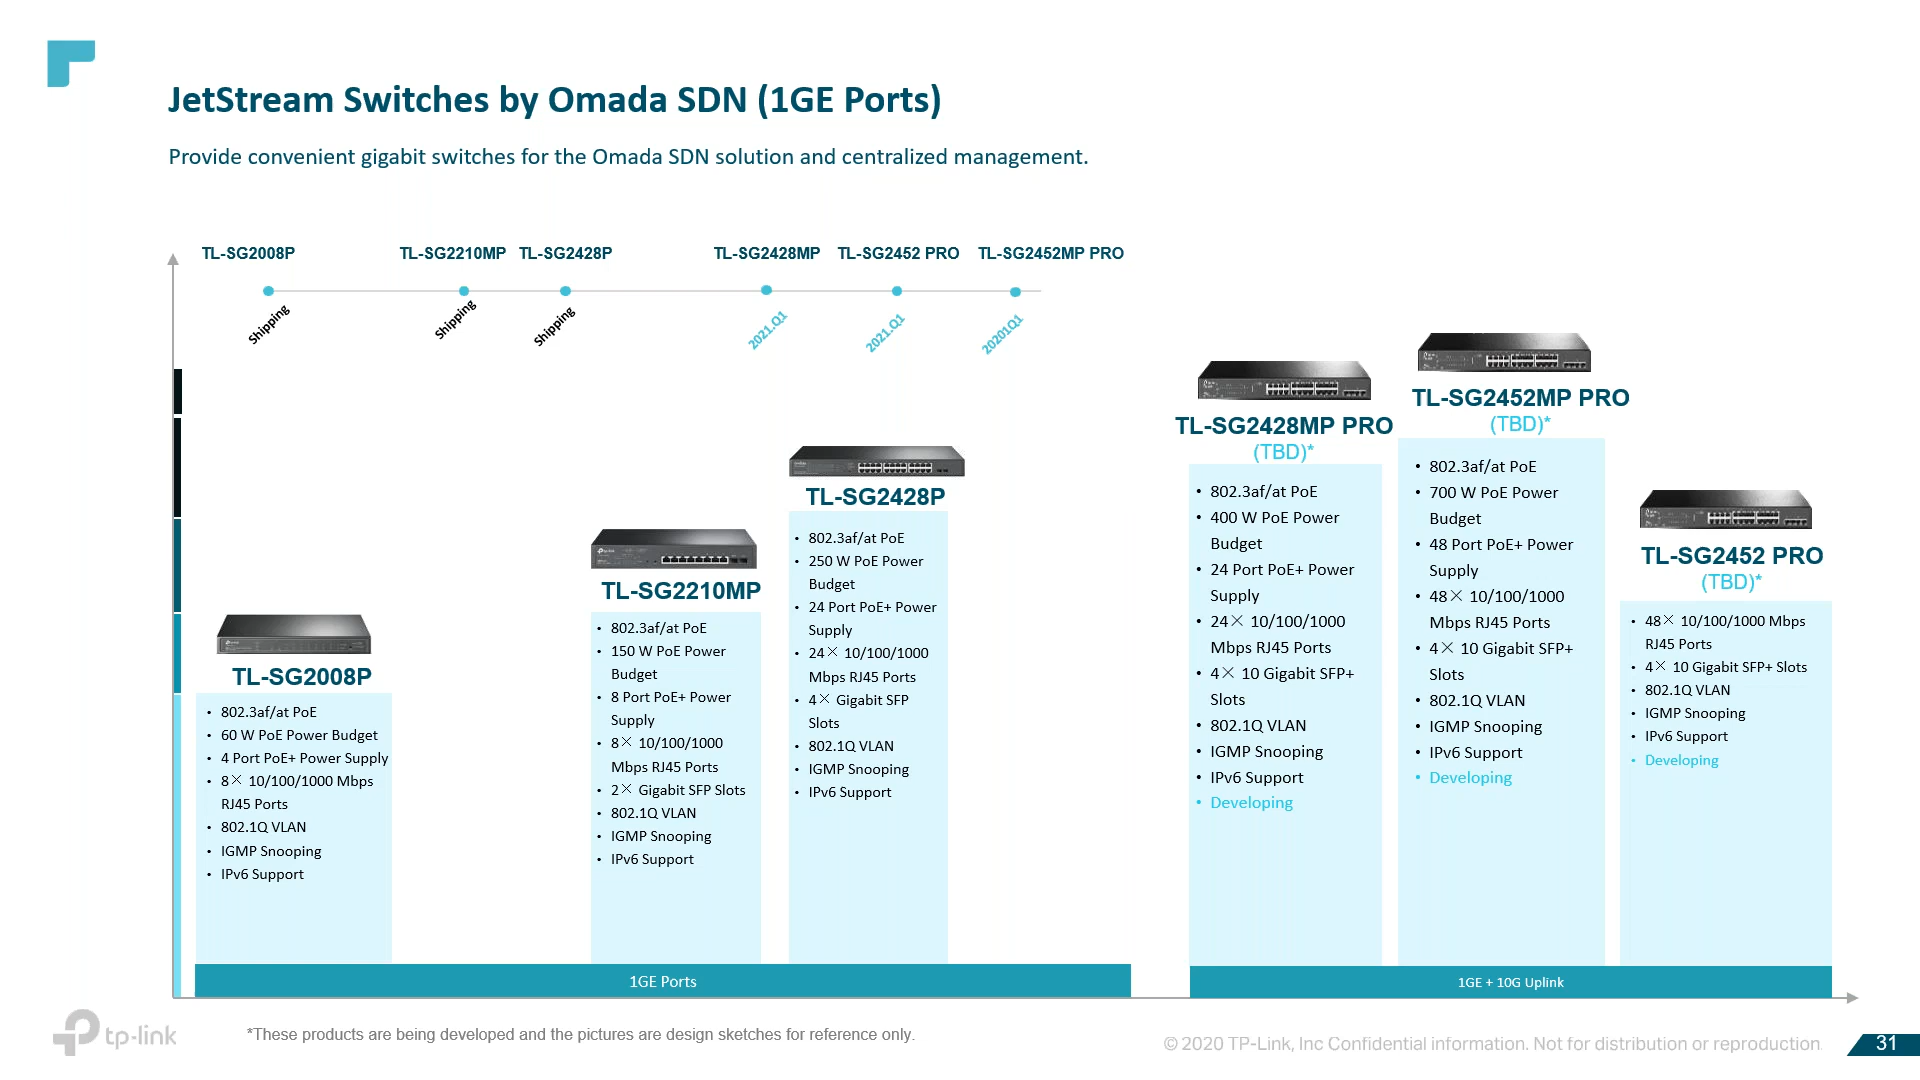 JetStream Switches by Omada SDN (1GE Ports)
Provide convenient gigabit switches for the Omada SDN solution and centralized management.
TL-SG2008P
TL-SG2210MP
TL-SG2428P
TL-SG2428MP
TL-SG2452 PRO
TL-SG2452MP PRO
Shipping
Shipping
Shipping
2021.Q1
2021.Q1
20201Q1
TL-SG2008P
• 802.3af/at PoE
• 60 W PoE Power Budget
• 4 Port PoE+ Power Supply
• 8× 10/100/1000 Mbps
RJ45 Ports
• 802.1Q VLAN
• IGMP Snooping
• IPv6 Support
TL-SG2210MP
• 802.3af/at PoE
• 150 W PoE Power
Budget
• 8 Port PoE+ Power
Supply
• 8× 10/100/1000
Mbps RJ45 Ports
• 2× Gigabit SFP Slots
• 802.1Q VLAN
• IGMP Snooping
• IPv6 Support
TL-SG2428P
• 802.3af/at PoE
• 250 W PoE Power
Budget
• 24 Port PoE+ Power
Supply
• 24× 10/100/1000
Mbps RJ45 Ports
• 4× Gigabit SFP
Slots
• 802.1Q VLAN
• IGMP Snooping
• IPv6 Support
TL-SG2428MP PRO
(TBD)*
• 802.3af/at PoE
• 400 W PoE Power
Budget
• 24 Port PoE+ Power
Supply
• 24× 10/100/1000
Mbps RJ45 Ports
• 4× 10 Gigabit SFP+
Slots
• 802.1Q VLAN
• IGMP Snooping
• IPv6 Support
• Developing
TL-SG2452MP PRO
(TBD)*
• 802.3af/at PoE
• 700 W PoE Power
Budget
• 48 Port PoE+ Power
Supply
• 48× 10/100/1000
Mbps RJ45 Ports
• 4× 10 Gigabit SFP+
Slots
• 802.1Q VLAN
• IGMP Snooping
• IPv6 Support
• Developing
TL-SG2452 PRO
(TBD)*
• 48× 10/100/1000 Mbps
RJ45 Ports
• 4× 10 Gigabit SFP+ Slots
• 802.1Q VLAN
• IGMP Snooping
• IPv6 Support
• Developing
1GE Ports
1GE + 10G Uplink
tp-link
*These products are being developed and the pictures are design sketches for reference only.
© 2020 TP-Link, Inc Confidential information. Not for distribution or reproduction.
31